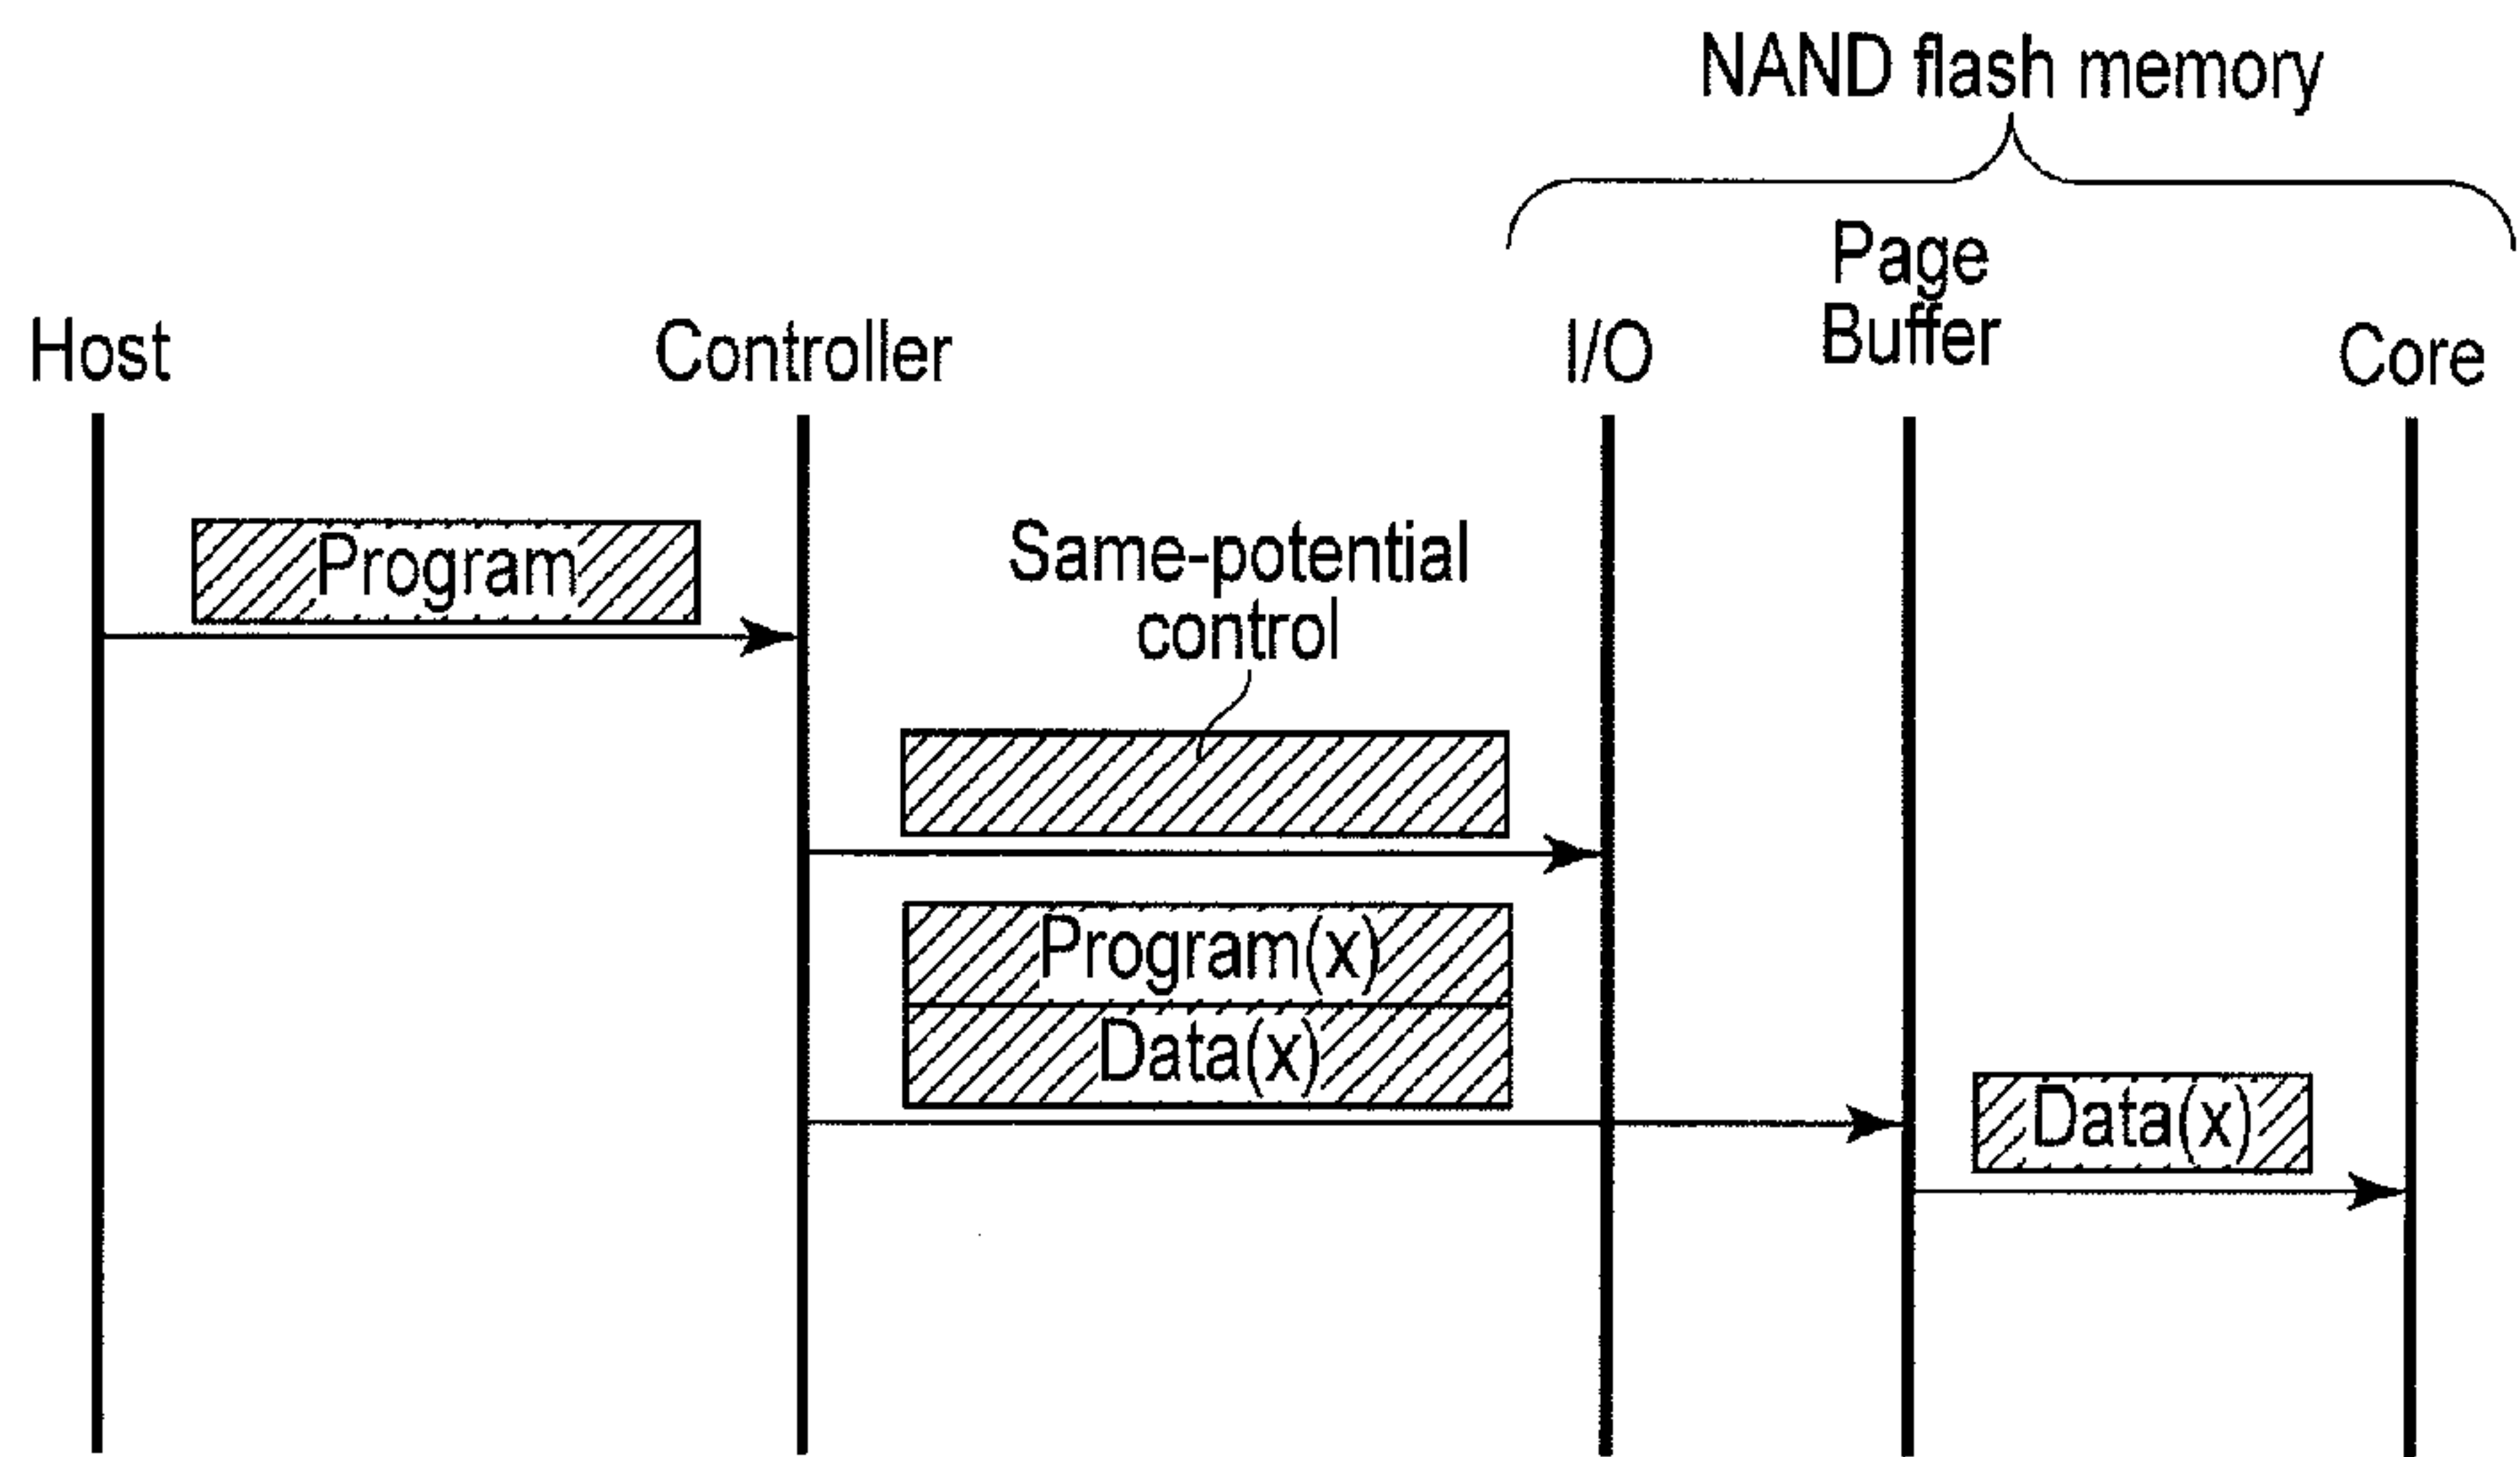 NAND flash memory
Host
Controller
I/O
Page
Buffer
Core
Program
Same-potential
control
Program(x)
Data(x)
Data(x)